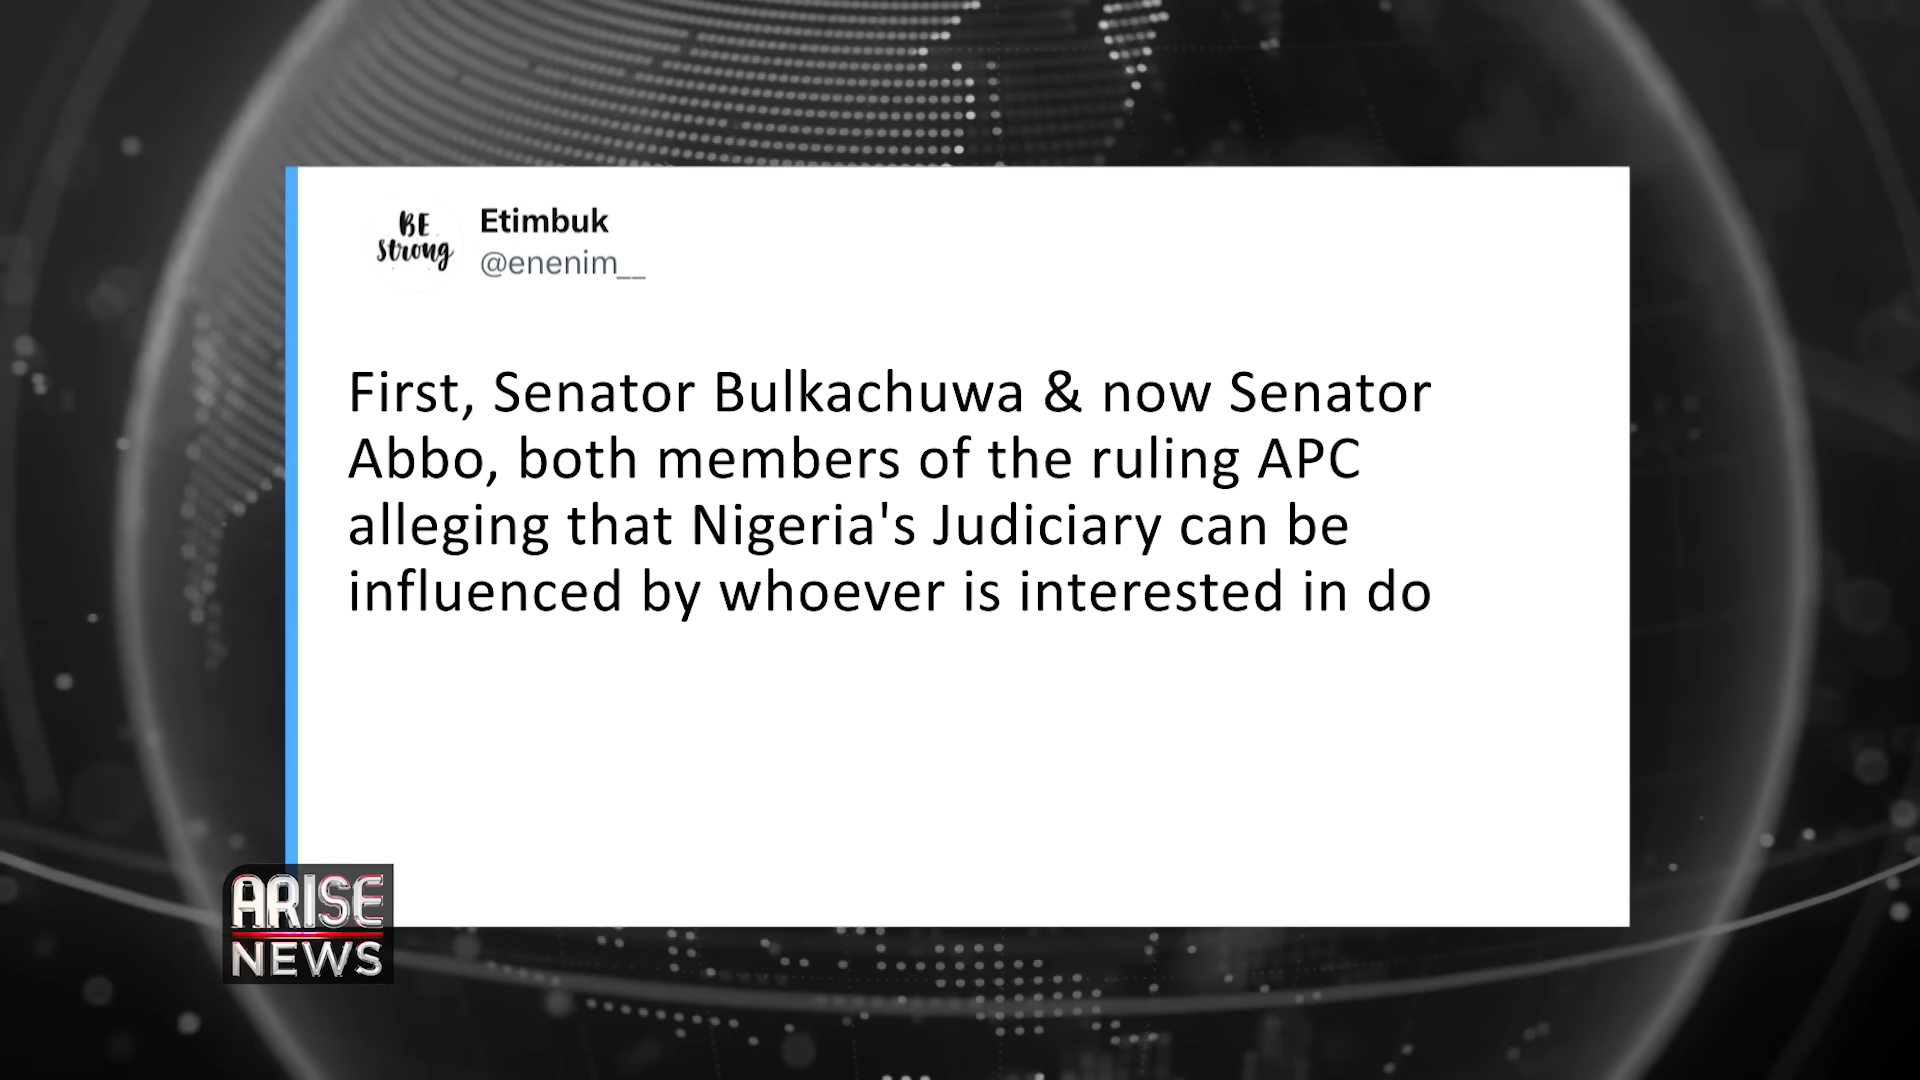 BE
strong
Etimbuk
@enenim__
First, Senator Bulkachuwa & now Senator
Abbo, both members of the ruling APC
alleging that Nigeria's Judiciary can be
influenced by whoever is interested in do
ARISE
NEWS